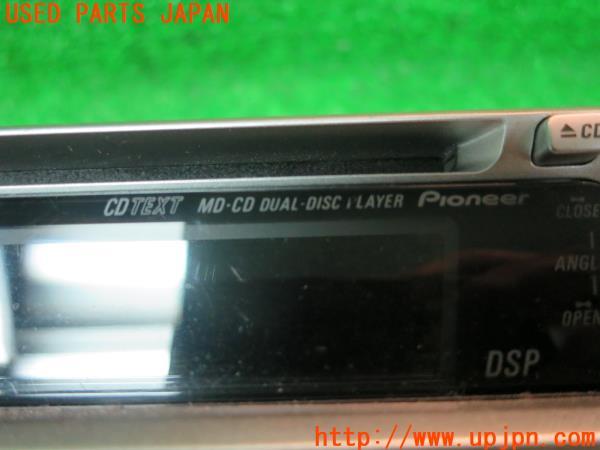 USED PARTS JAPAN
▲CD
CD TEXT MD·CD DUAL-DISC PLAYER Pioneer
CLOSE
ANGLE
OPEN
DSP
http://www.upjpn.com